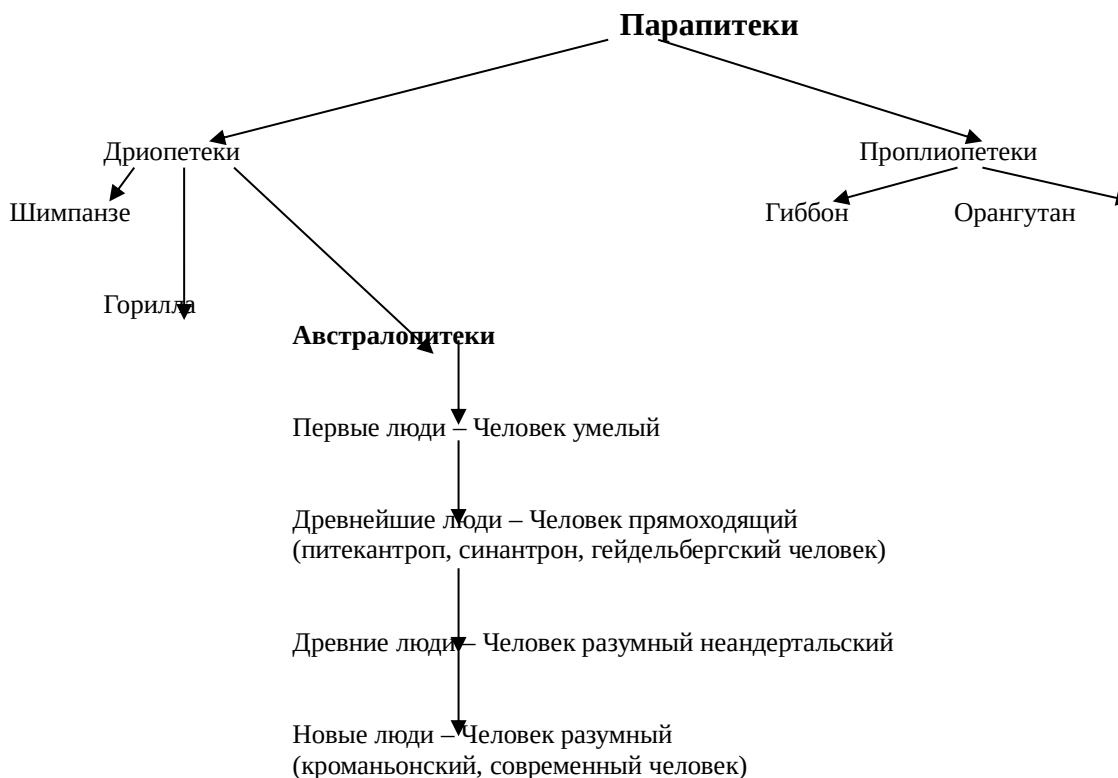 Парапитеки
Дриопетеки
Проплиопетеки
Шимпанзе
Гиббон
Орангутан
Горилла
Австралопитеки
Первые люди – Человек умелый
Древнейшие люди – Человек прямоходящий
(питекантроп, синантрон, гейдельбергский человек)
Древние люди – Человек разумный неандертальский
Новые люди – Человек разумный
(кроманьонский, современный человек)